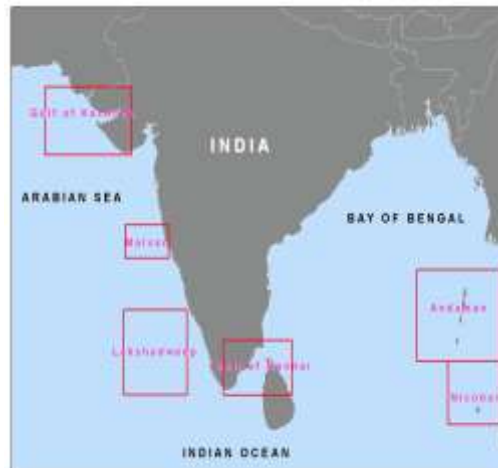 Gulf of Kachchh
INDIA
ARABIAN SEA
BAY OF BENGAL
Malvan
Andaman
Lakshadweep
Gulf of Mannar
Nicobar
INDIAN OCEAN